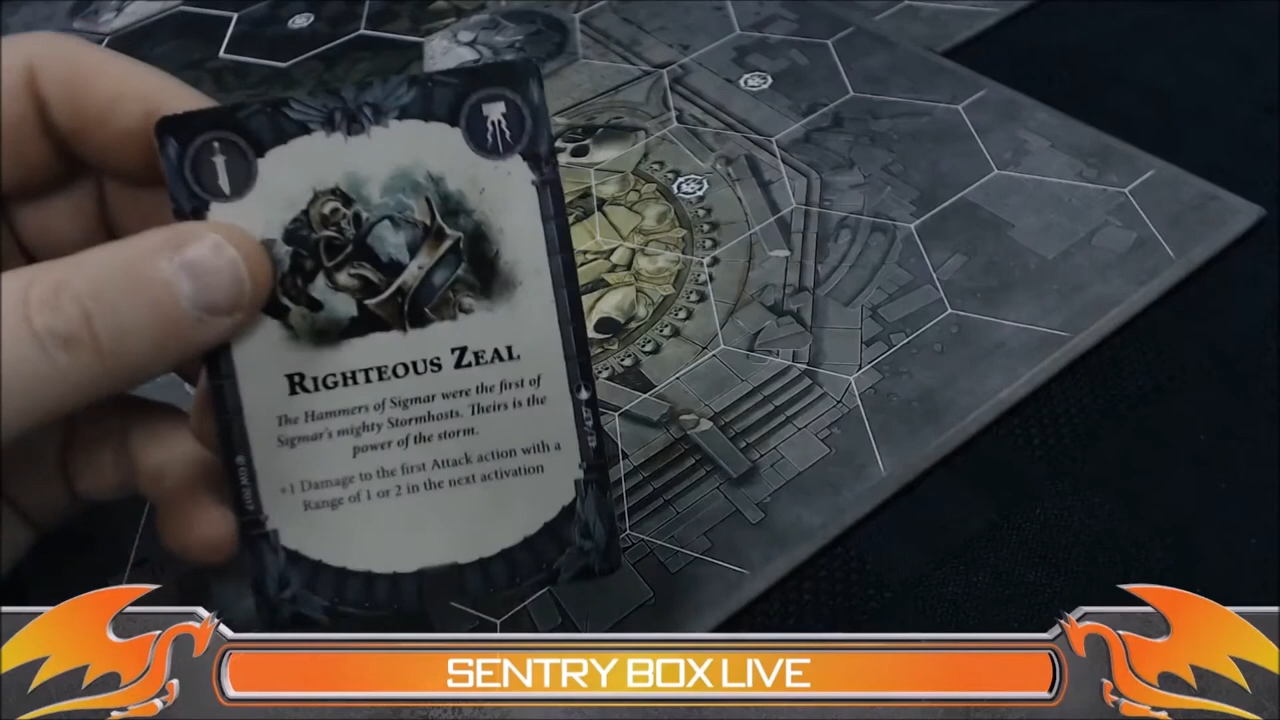 RIGHTEOUS ZEAL
The Hammers of Sigmar were the first of
Sigmar's mighty Stormhosts. Theirs is the
power of the storm.
+1 Damage to the first Attack action with a
Range of 1 or 2 in the next activation
SENTRY BOX LIVE